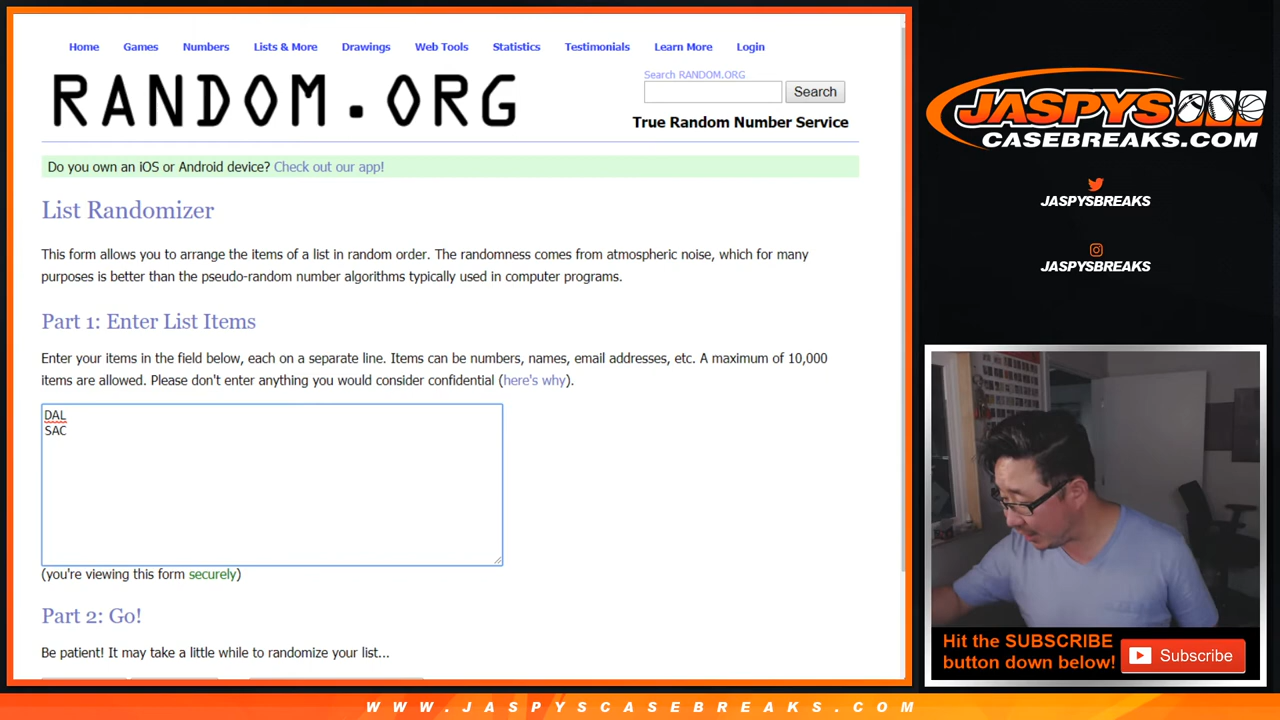 Home Games Numbers Lists & More Drawings Web Tools Statistics Testimonials Learn More Login
RANDOM.ORG
Search RANDOM.ORG
Search
True Random Number Service
Do you own an iOS or Android device? Check out our app!
List Randomizer
This form allows you to arrange the items of a list in random order. The randomness comes from atmospheric noise, which for many
purposes is better than the pseudo-random number algorithms typically used in computer programs.
Part 1: Enter List Items
Enter your items in the field below, each on a separate line. Items can be numbers, names, email addresses, etc. A maximum of 10,000
items are allowed. Please don't enter anything you would consider confidential (here's why).
DAL
SAC
(you're viewing this form securely)
Part 2: Go!
Be patient! It may take a little while to randomize your list...
JASPYS
CASEBREAKS.COM
JASPYSBREAKS
JASPYSBREAKS
Hit the SUBSCRIBE
button down below!
Subscribe
WWW.JASPYSCASEBREAKS.COM